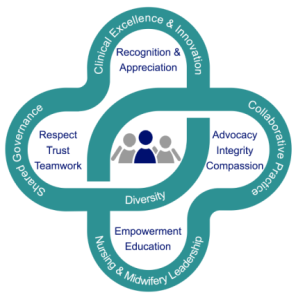 Clinical Excellence & Innovation
Recognition &
Appreciation
Shared Governance
Respect
Trust
Teamwork
Advocacy
Integrity
Compassion
Collaborative Practice
Diversity
Empowerment
Education
Nursing & Midwifery Leadership